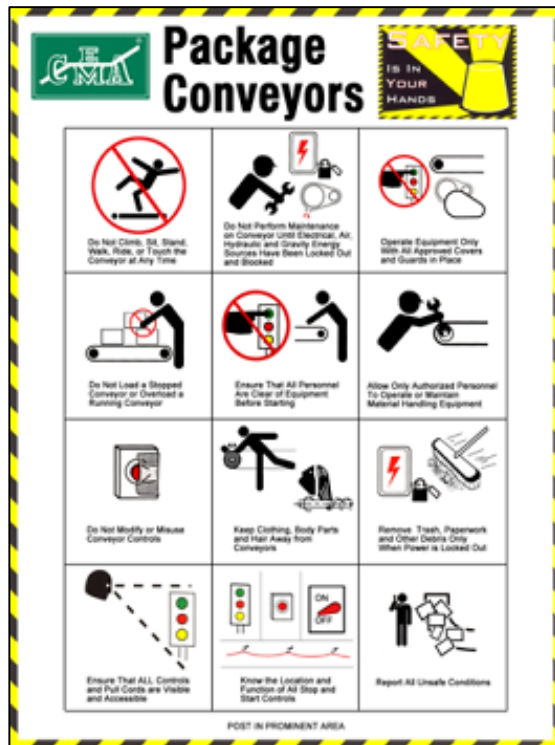 CEMA
Package
Conveyors
SAFETY
IS IN
YOUR
HANDS
Do Not Climb, Sit, Stand,
Walk, Ride, or Touch the
Conveyor at Any Time
Do Not Perform Maintenance
on Conveyor Until Electrical, Air,
Hydraulic and Gravity Energy
Sources Have Been Locked Out
and Blocked
Operate Equipment Only
With All Approved Covers
and Guards in Place
Do Not Load a Stopped
Conveyor or Overload a
Running Conveyor
Ensure That All Personnel
Are Clear of Equipment
Before Starting
Allow Only Authorized Personnel
To Operate or Maintain
Material Handling Equipment
Do Not Modify or Misuse
Conveyor Controls
Keep Clothing, Body Parts
and Hair Away from
Conveyors
Remove Trash, Paperwork
and Other Debris Only
When Power is Locked Out
Ensure That ALL Controls
and Pull Cords are Visible
and Accessible
ON
OFF
Know the Location and
Function of All Stop and
Start Controls
Report All Unsafe Conditions
POST IN PROMINENT AREA